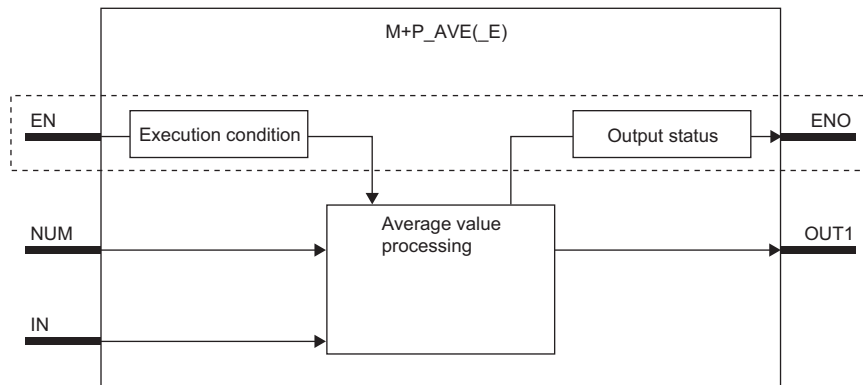 M+P_AVE(_E)
EN
Execution condition
Output status
ENO
NUM
Average value
processing
OUT1
IN